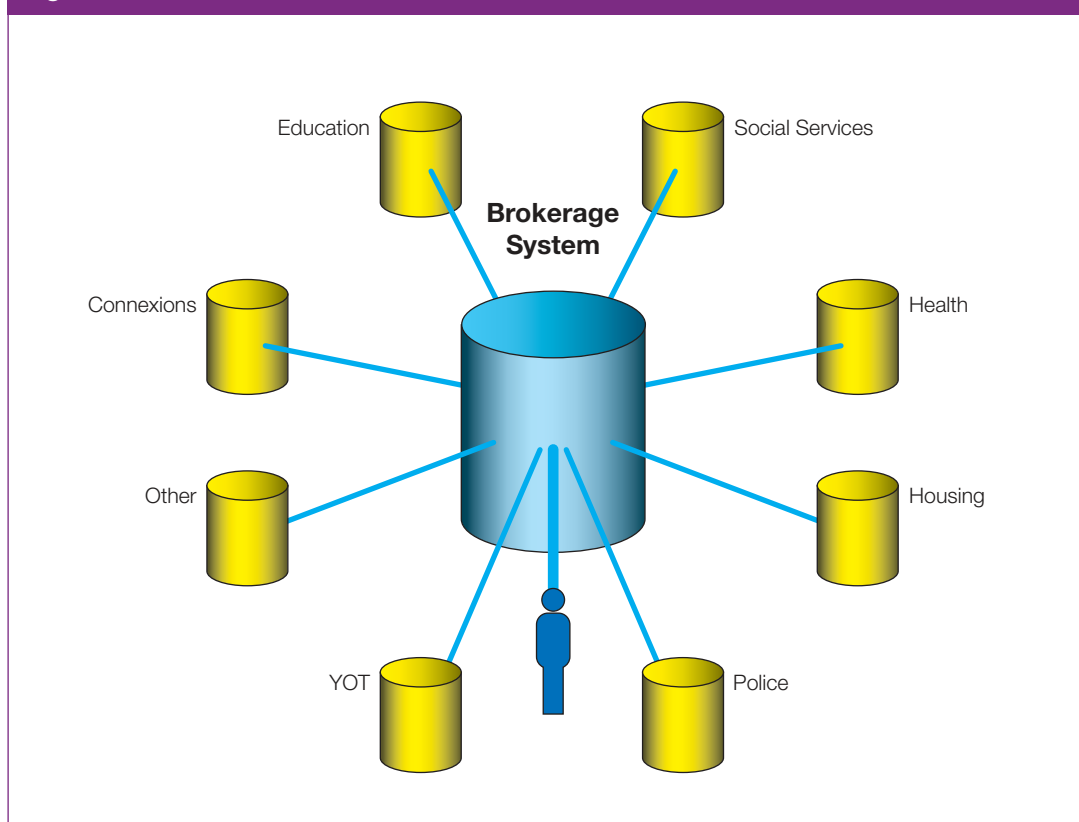 Education
Social Services
Brokerage
System
Connexions
Health
Other
Housing
YOT
Police